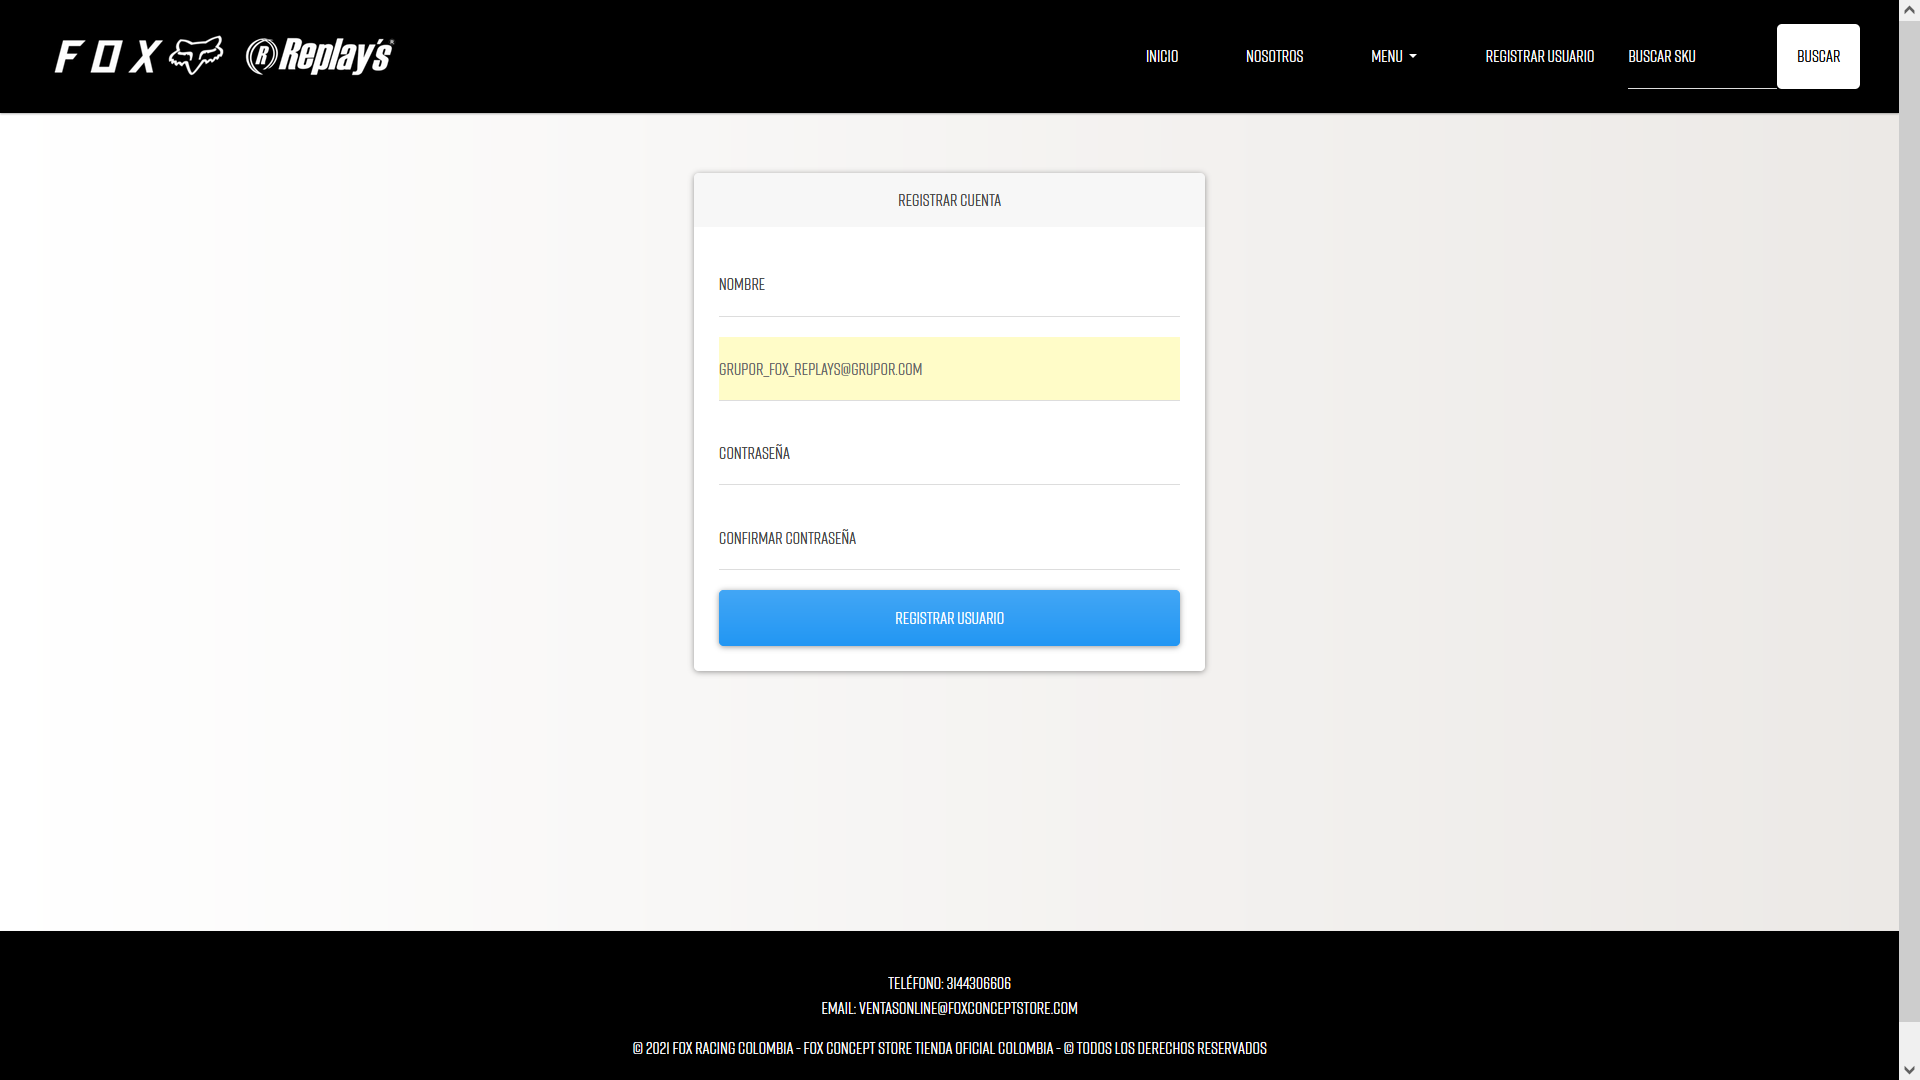 FOX Replay's
INICIO
NOSOTROS
MENU
REGISTRAR USUARIO
BUSCAR SKU
BUSCAR
REGISTRAR CUENTA
NOMBRE
GRUPOR_FOX_REPLAYS@GRUPOR.COM
CONTRASEÑA
CONFIRMAR CONTRASEÑA
REGISTRAR USUARIO
TELÉFONO: 3144306606
EMAIL: VENTASONLINE@FOXCONCEPTSTORE.COM
© 2021 FOX RACING COLOMBIA - FOX CONCEPT STORE TIENDA OFICIAL COLOMBIA - © TODOS LOS DERECHOS RESERVADOS